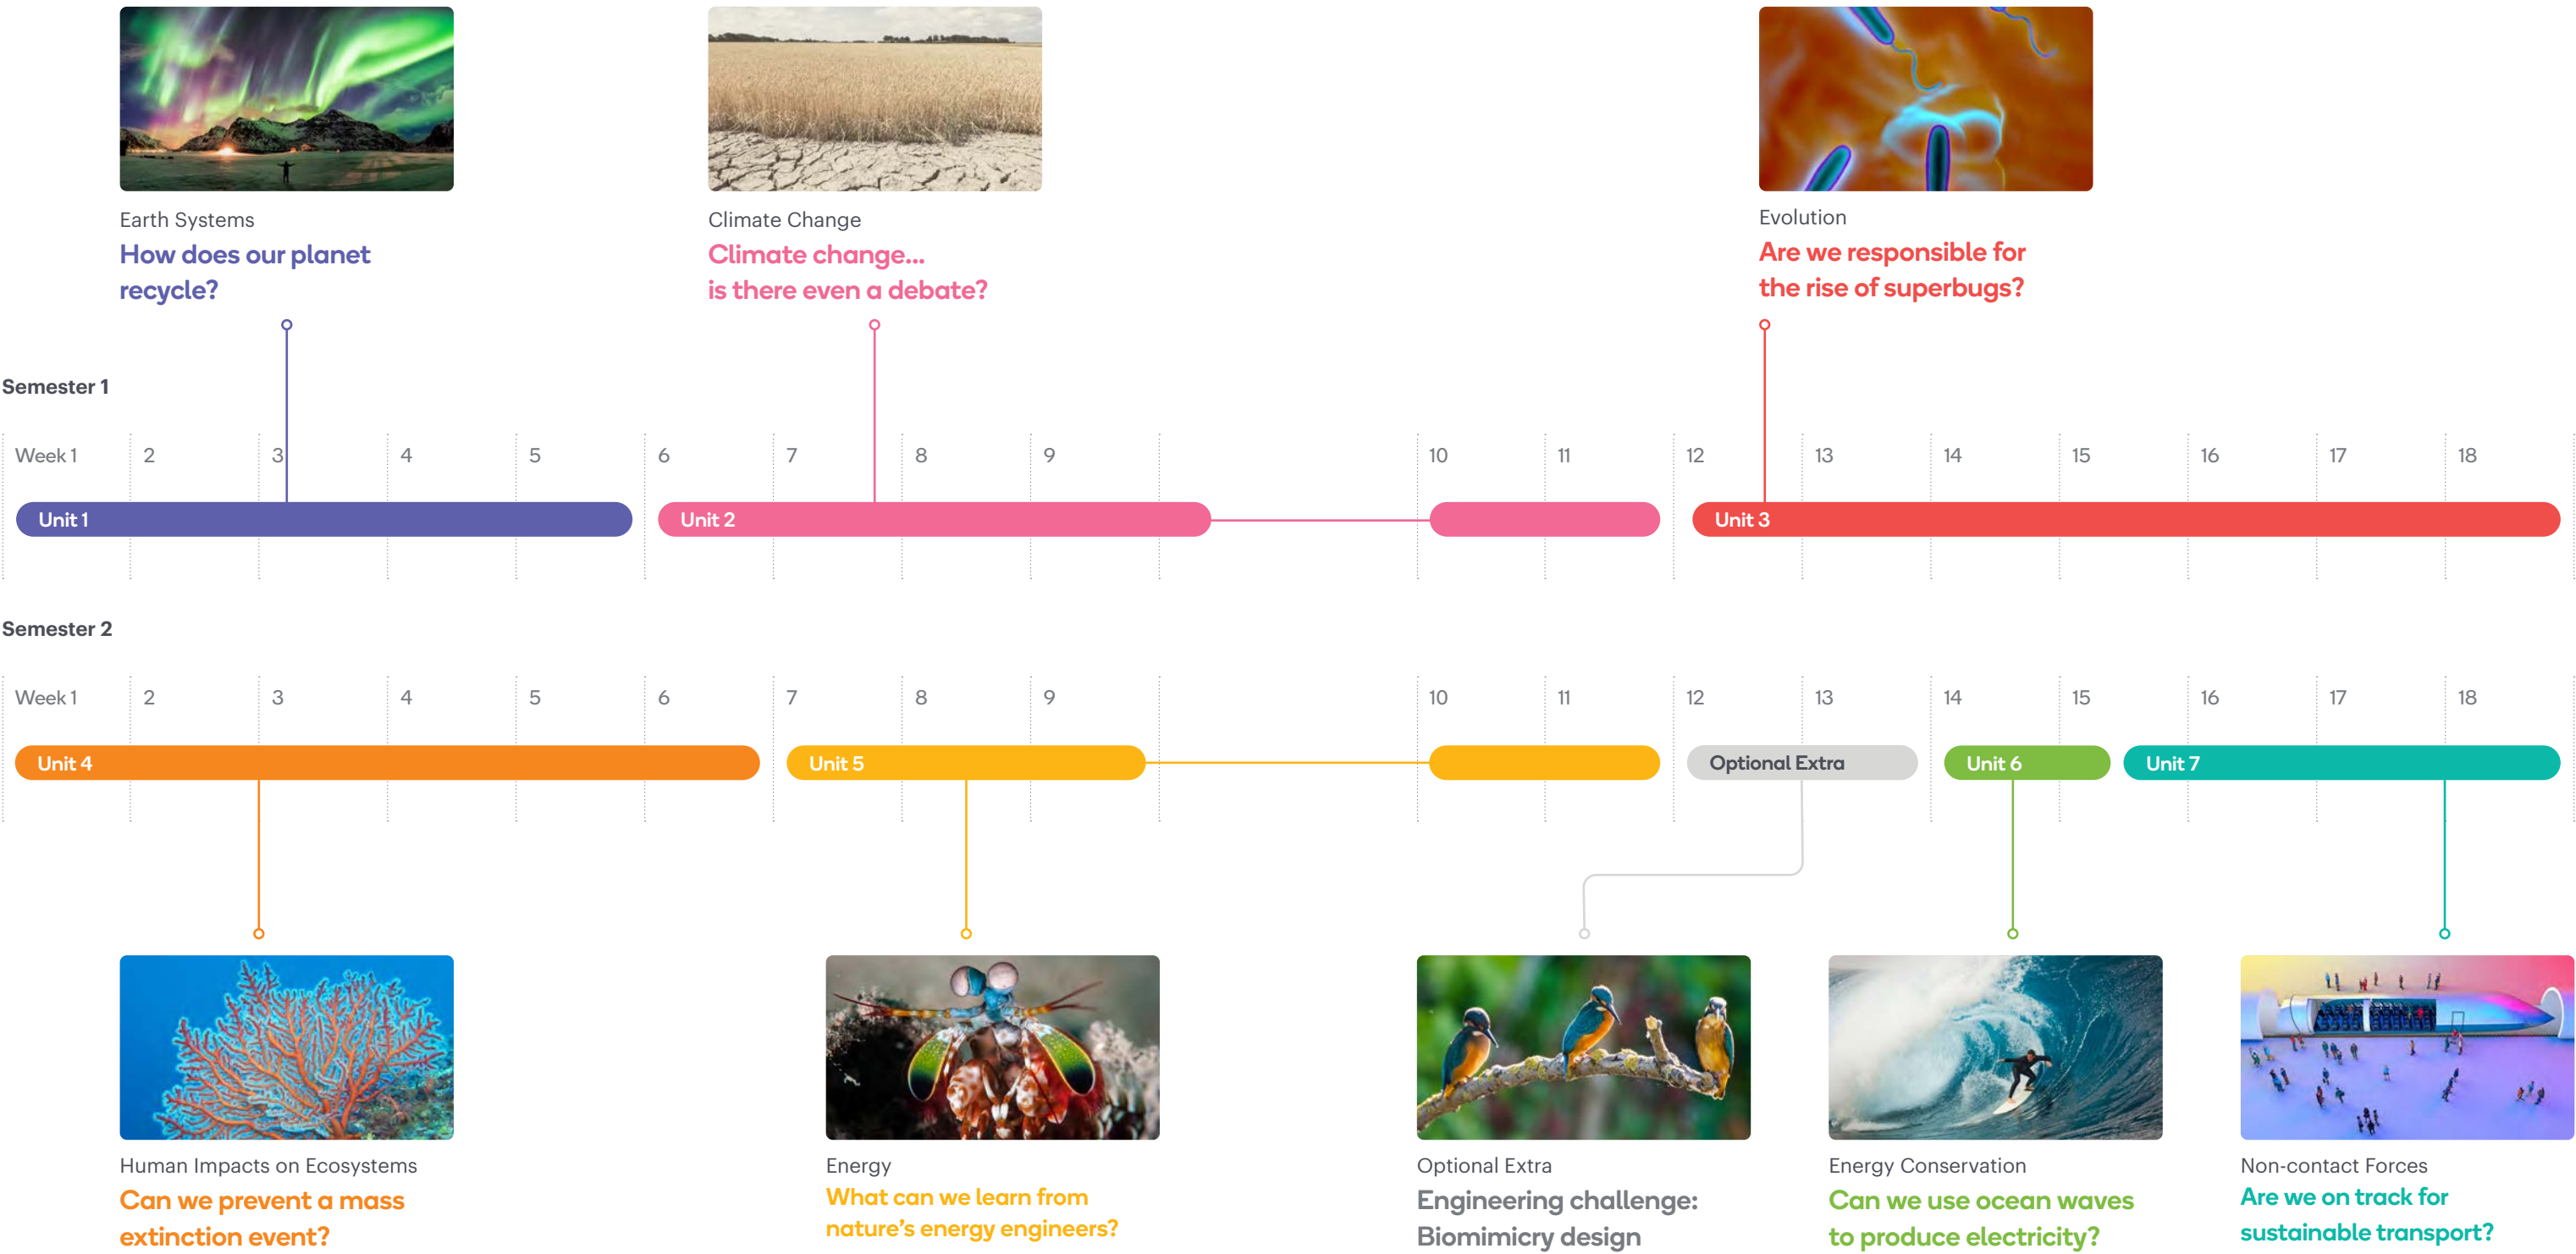 Earth Systems
How does our planet
recycle?
Climate Change
Climate change...
is there even a debate?
Evolution
Are we responsible for
the rise of superbugs?
Semester 1
Week 1 2 3 4 5 6 7 8 9 10 11 12 13 14 15 16 17 18
Unit 1 Unit 2 Unit 3
Semester 2
Week 1 2 3 4 5 6 7 8 9 10 11 12 13 14 15 16 17 18
Unit 4 Unit 5 Optional Extra Unit 6 Unit 7
Human Impacts on Ecosystems
Can we prevent a mass
extinction event?
Energy
What can we learn from
nature's energy engineers?
Optional Extra
Engineering challenge:
Biomimicry design
Energy Conservation
Can we use ocean waves
to produce electricity?
Non-contact Forces
Are we on track for
sustainable transport?